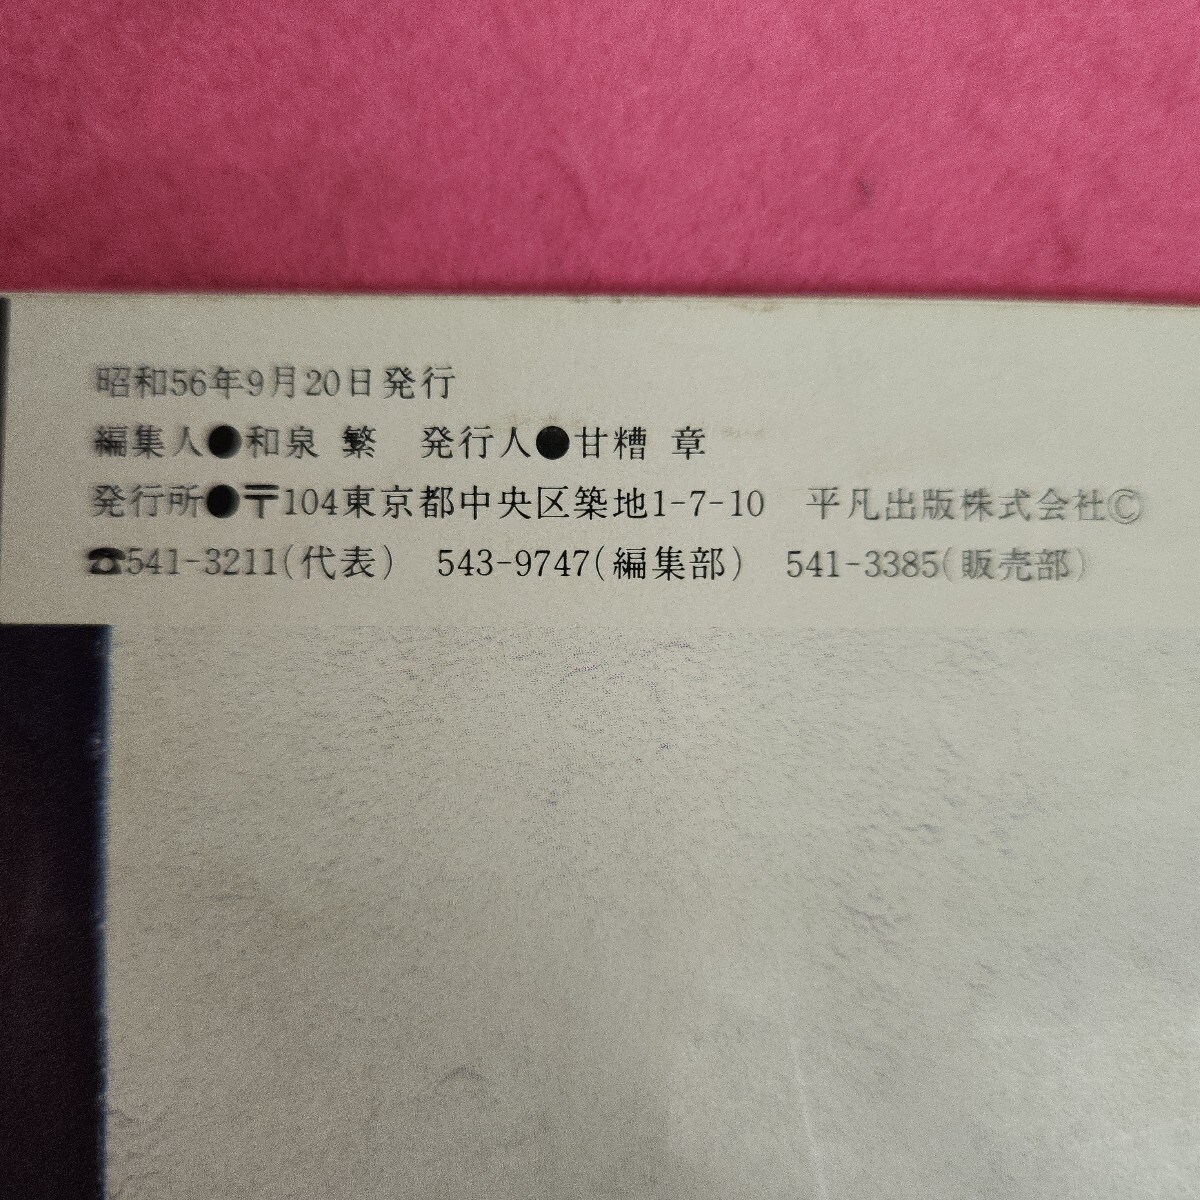 昭和56年9月20日発行
編集人●和泉 繁　発行人●甘糟 章
発行所●〒104東京都中央区築地1-7-10　平凡出版株式会社©
☎541-3211(代表)　543-9747(編集部)　541-3385(販売部)